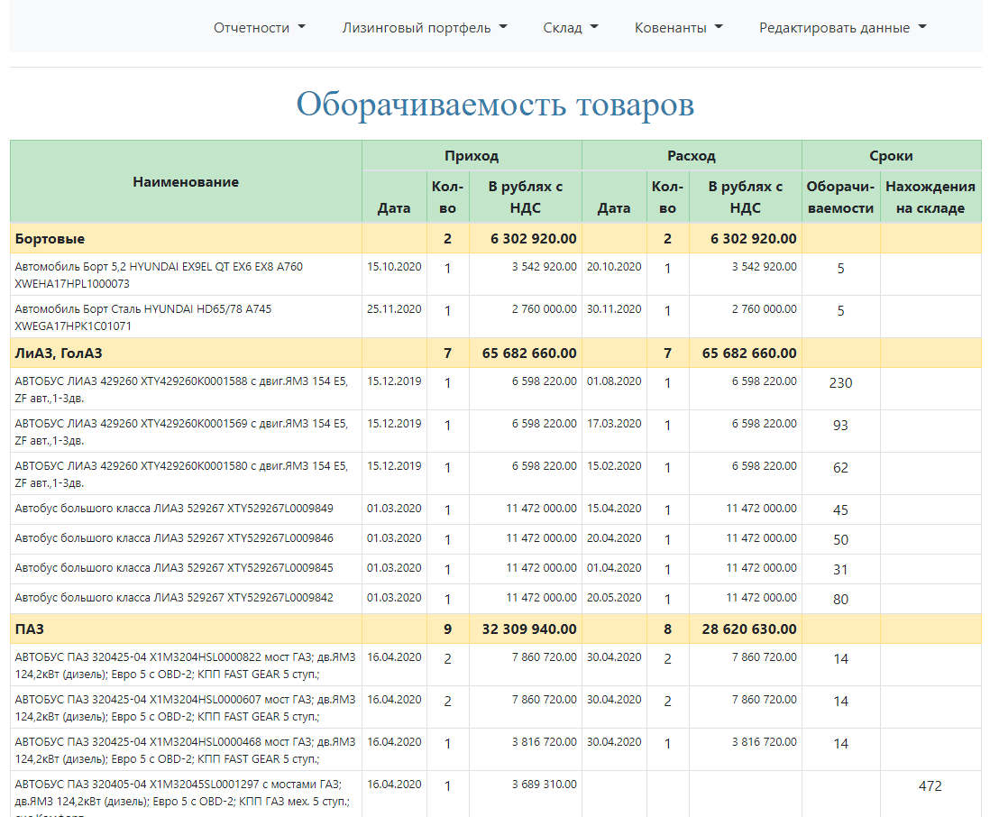 Отчетности Лизинговый портфель Склад Ковенанты Редактировать данные
Оборачиваемость товаров
Наименование Приход Расход Сроки
Дата Кол-во В рублях с НДС Дата Кол-во В рублях с НДС Оборачи-ваемости Нахождения на складе
Бортовые 2 6 302 920.00 2 6 302 920.00
Автомобиль Борт 5,2 HYUNDAI EX9EL QT EX6 EX8 A760 15.10.2020 1 3 542 920.00 20.10.2020 1 3 542 920.00 5
XWEHA17HPL1000073
Автомобиль Борт Сталь HYUNDAI HD65/78 A745 25.11.2020 1 2 760 000.00 30.11.2020 1 2 760 000.00 5
XWEGA17HPK1C01071
ЛиАЗ, ГолАЗ 7 65 682 660.00 7 65 682 660.00
АВТОБУС ЛИАЗ 429260 XTY429260K0001588 с двиг.ЯМЗ 154 Е5, 15.12.2019 1 6 598 220.00 01.08.2020 1 6 598 220.00 230
ZF авт.,1-3дв.
АВТОБУС ЛИАЗ 429260 XTY429260K0001569 с двиг.ЯМЗ 154 Е5, 15.12.2019 1 6 598 220.00 17.03.2020 1 6 598 220.00 93
ZF авт.,1-3дв.
АВТОБУС ЛИАЗ 429260 XTY429260K0001580 с двиг.ЯМЗ 154 Е5, 15.12.2019 1 6 598 220.00 15.02.2020 1 6 598 220.00 62
ZF авт.,1-3дв.
Автобус большого класса ЛИАЗ 529267 XTY529267L0009849 01.03.2020 1 11 472 000.00 15.04.2020 1 11 472 000.00 45
Автобус большого класса ЛИАЗ 529267 XTY529267L0009846 01.03.2020 1 11 472 000.00 20.04.2020 1 11 472 000.00 50
Автобус большого класса ЛИАЗ 529267 XTY529267L0009845 01.03.2020 1 11 472 000.00 01.04.2020 1 11 472 000.00 31
Автобус большого класса ЛИАЗ 529267 XTY529267L0009842 01.03.2020 1 11 472 000.00 20.05.2020 1 11 472 000.00 80
ПАЗ 9 32 309 940.00 8 28 620 630.00
АВТОБУС ПАЗ 320425-04 X1M3204HSL0000822 мост ГАЗ; дв.ЯМЗ 16.04.2020 2 7 860 720.00 30.04.2020 2 7 860 720.00 14
124,2кВт (дизель); Евро 5 с OBD-2; КПП FAST GEAR 5 ступ.;
АВТОБУС ПАЗ 320425-04 X1M3204HSL0000607 мост ГАЗ; дв.ЯМЗ 16.04.2020 2 7 860 720.00 30.04.2020 2 7 860 720.00 14
124,2кВт (дизель); Евро 5 с OBD-2; КПП FAST GEAR 5 ступ.;
АВТОБУС ПАЗ 320425-04 X1M3204HSL0000468 мост ГАЗ; дв.ЯМЗ 16.04.2020 1 3 816 720.00 30.04.2020 1 3 816 720.00 14
124,2кВт (дизель); Евро 5 с OBD-2; КПП FAST GEAR 5 ступ.;
АВТОБУС ПАЗ 320405-04 X1M32045SL0001297 с мостами ГАЗ; 16.04.2020 1 3 689 310.00 472
дв.ЯМЗ 124,2кВт (дизель); Евро 5 с OBD-2; КПП ГАЗ мех. 5 ступ.;